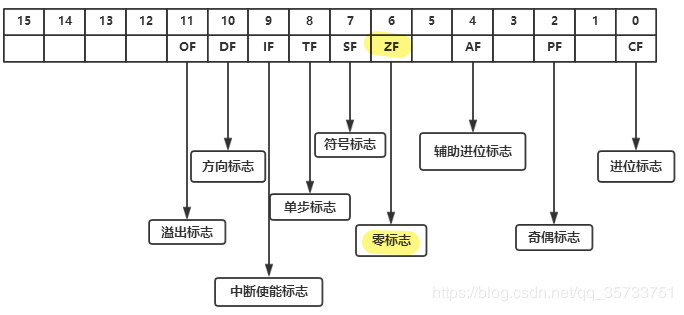 15 14 13 12 11 10 9 8 7 6 5 4 3 2 1 0
OF DF IF TF SF ZF AF PF CF
符号标志
辅助进位标志
方向标志
进位标志
单步标志
溢出标志
零标志
奇偶标志
中断使能标志
https://blog.csdn.net/qq_35733751